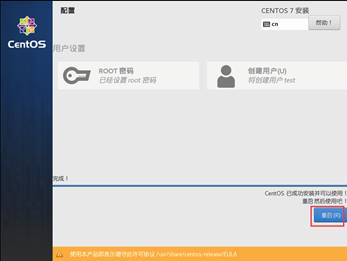 配置
CENTOS 7 安装
cn
帮助！
CentOS
用户设置
ROOT 密码
已经设置 root 密码
创建用户(U)
将创建用户 test
完成！
CentOS 已成功安装并可以使用！
重启然后使用吧！
重启(R)
使用本产品即表示遵守此许可协议 /usr/share/centos-release/EULA